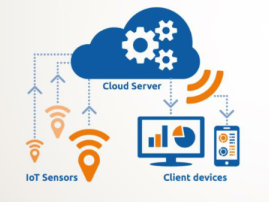 Cloud Server
IoT Sensors
Client devices